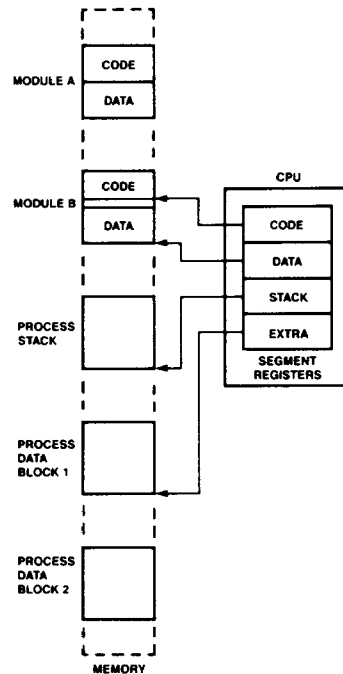 CODE
MODULE A
DATA
CPU
CODE
MODULE B
DATA
CODE
DATA
STACK
EXTRA
SEGMENT
REGISTERS
PROCESS
STACK
PROCESS
DATA
BLOCK 1
PROCESS
DATA
BLOCK 2
MEMORY